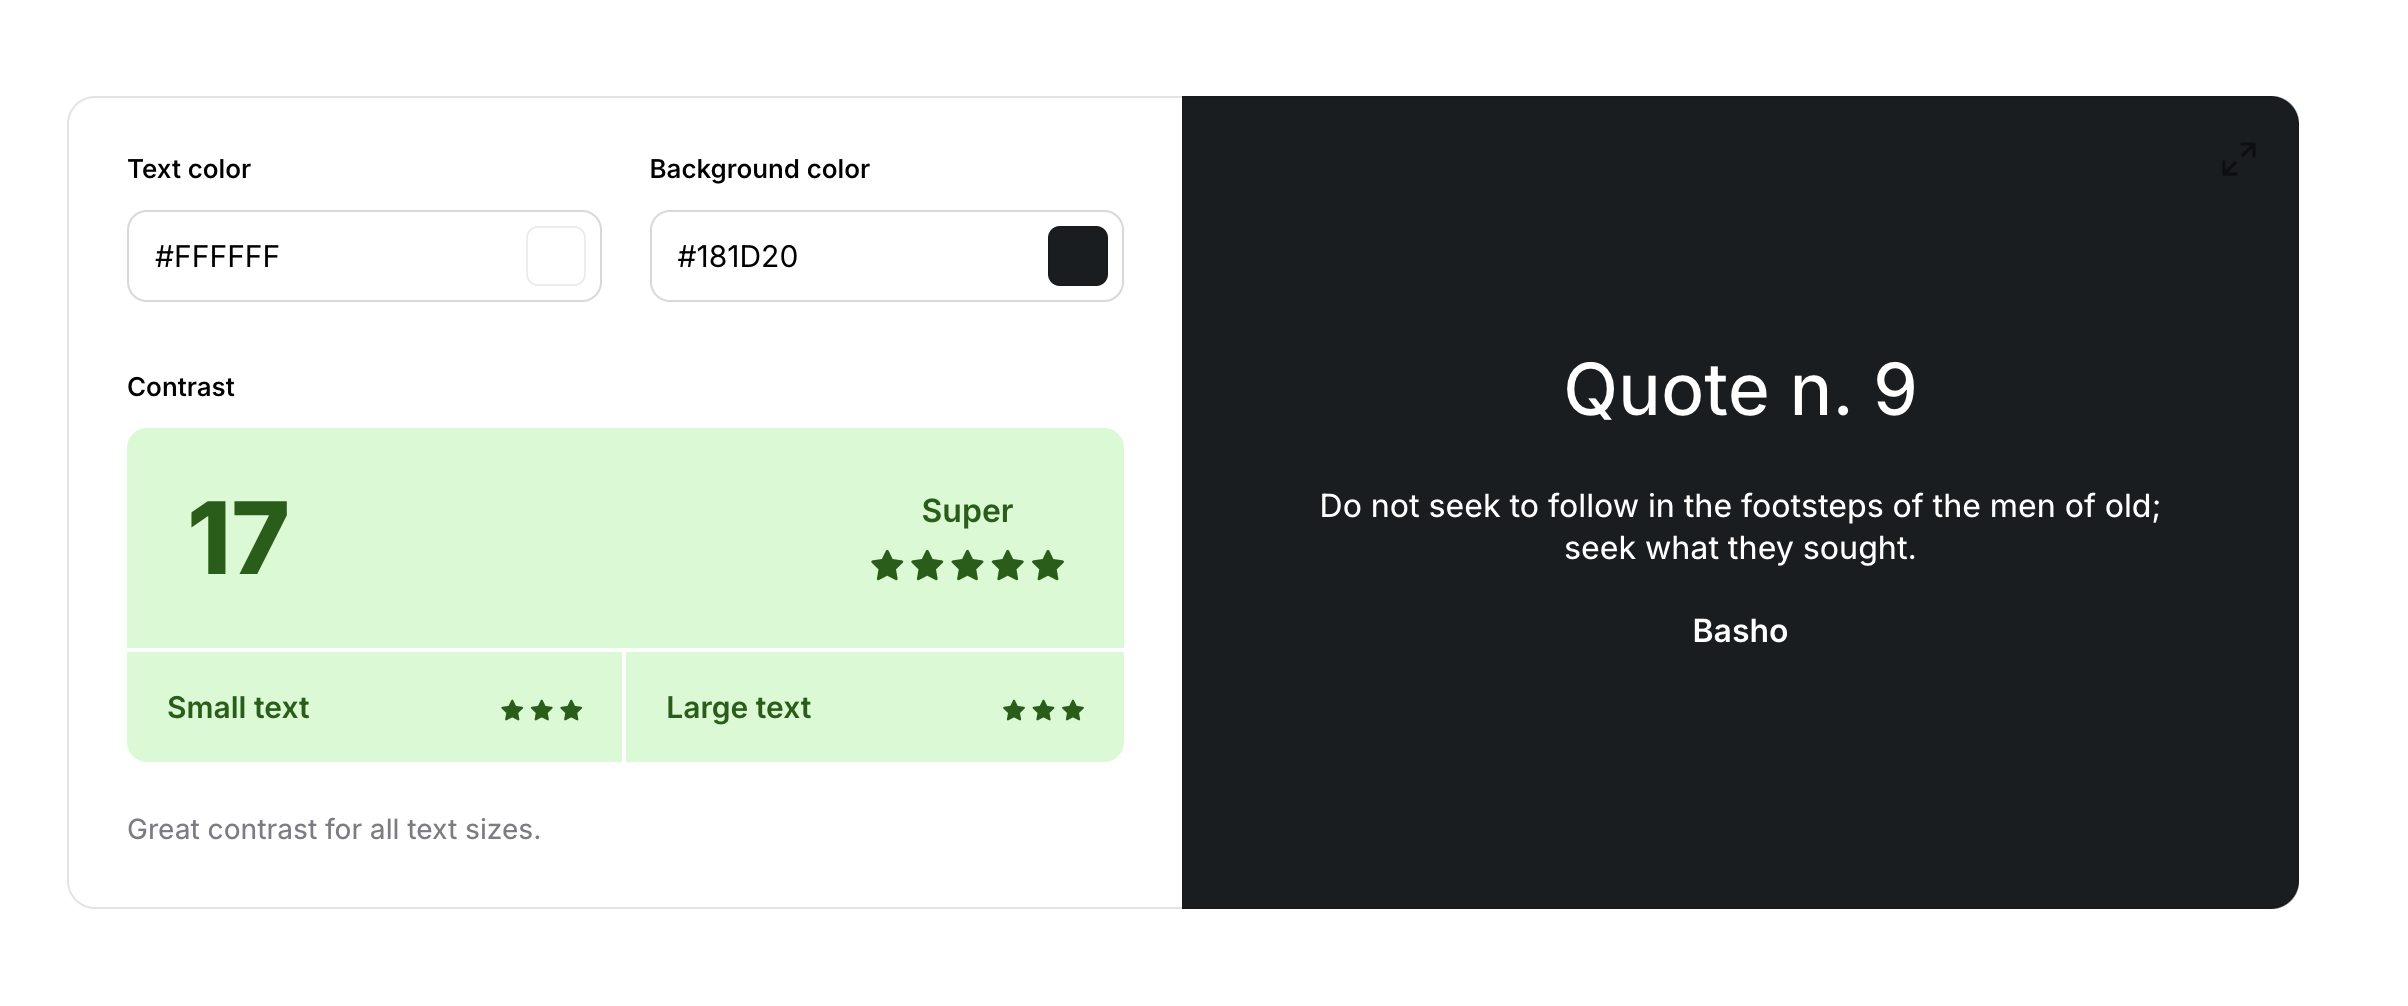 Text color
#FFFFFF
Background color
#181D20
Contrast
17
Super
Small text
Large text
Great contrast for all text sizes.
Quote n. 9
Do not seek to follow in the footsteps of the men of old;
seek what they sought.
Basho